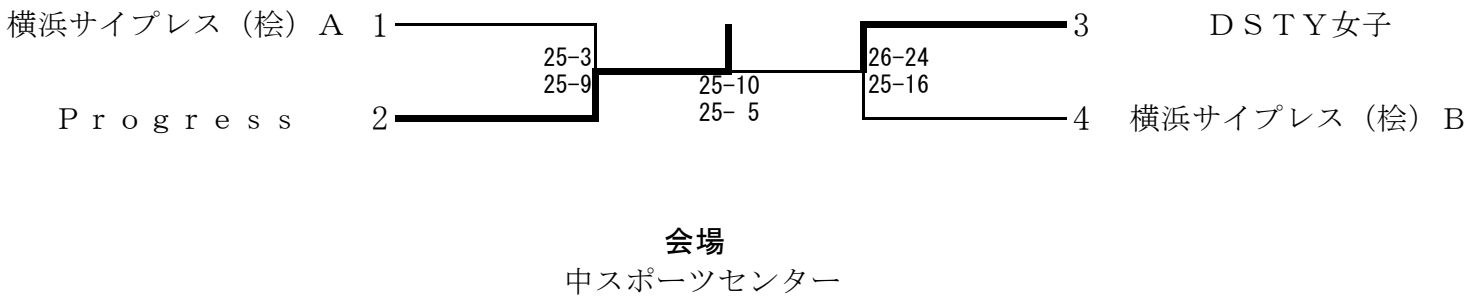 横浜サイプレス（桧）A 1
3 DSTY女子
25-3
25-9
25-10
25- 5
26-24
25-16
Progress 2
4 横浜サイプレス（桧）B
会場
中スポーツセンター